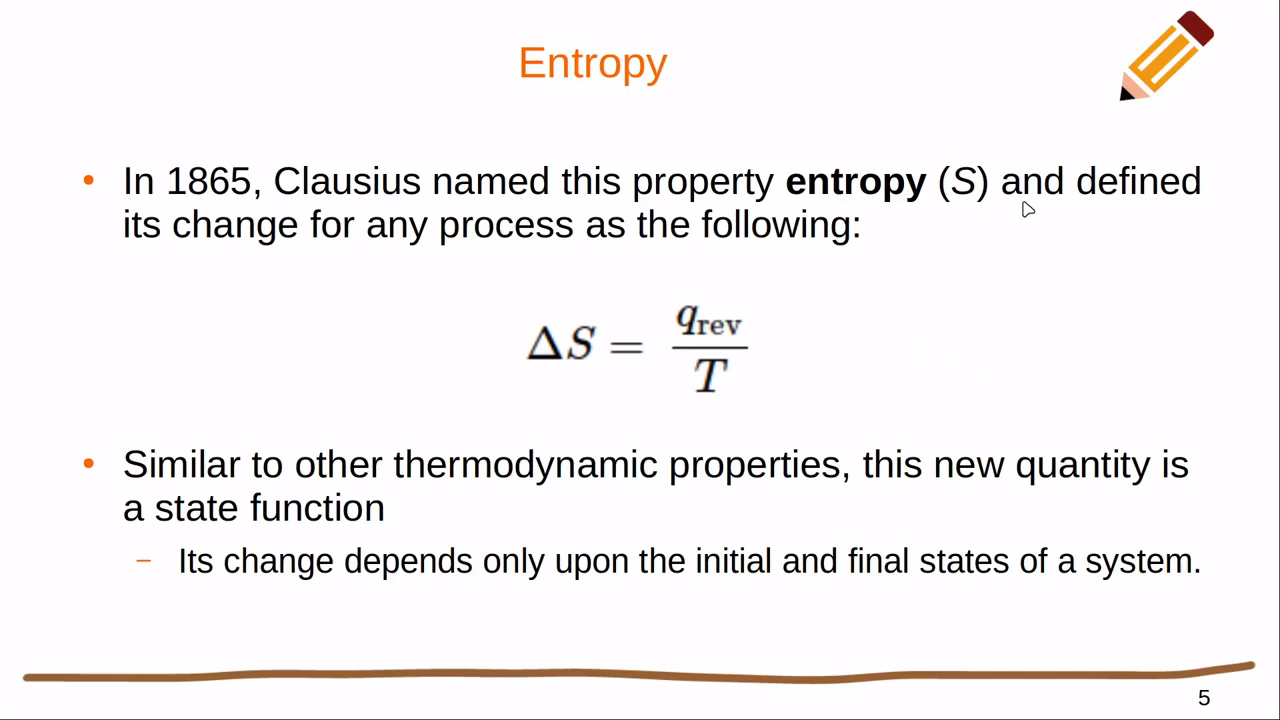 Entropy
• In 1865, Clausius named this property entropy (S) and defined
its change for any process as the following:
ΔS = q_rev / T
• Similar to other thermodynamic properties, this new quantity is
a state function
– Its change depends only upon the initial and final states of a system.
5